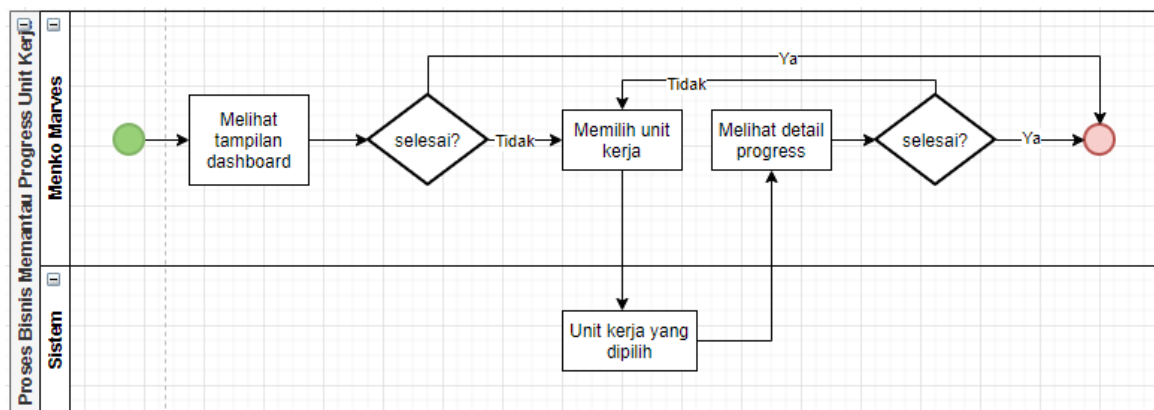 Proses Bisnis Memantau Progress Unit Kerja
Menko Marves
Melihat
tampilan
dashboard
selesai?
Ya
Tidak
Memilih unit
kerja
Tidak
Melihat detail
progress
selesai?
Ya
Sistem
Unit kerja yang
dipilih